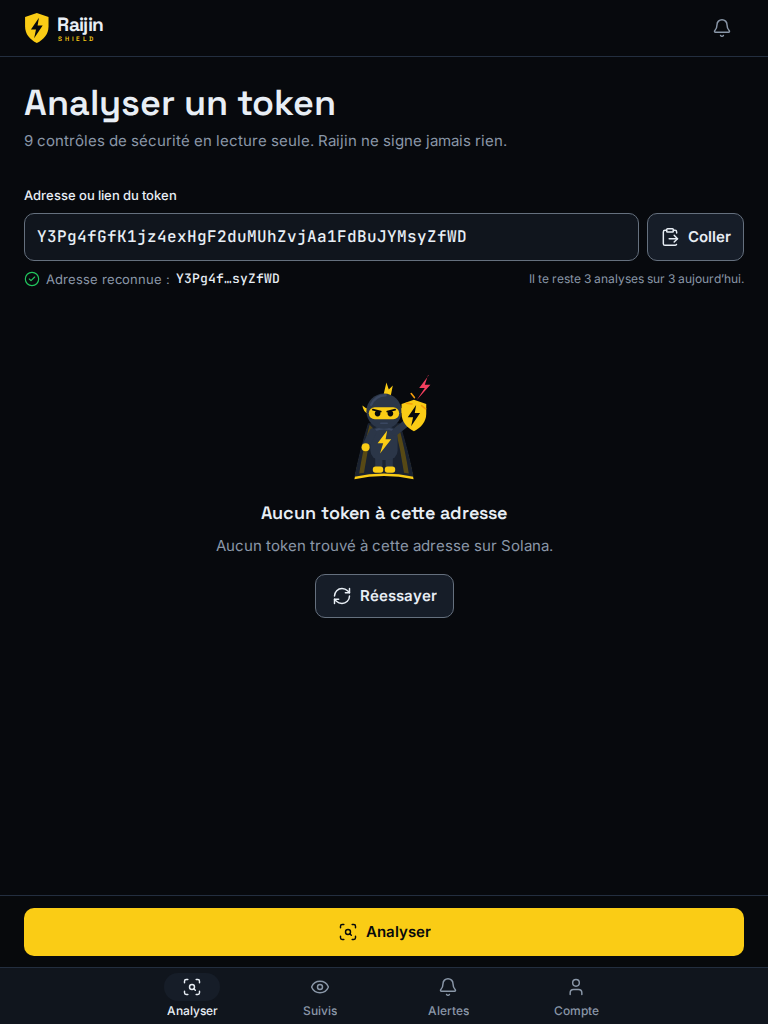 Raijin
SHIELD
Analyser un token
9 contrôles de sécurité en lecture seule. Raijin ne signe jamais rien.
Adresse ou lien du token
Y3Pg4fGfK1jz4exHgF2duMUhZvjAa1FdBuJYMsyZfWD
Coller
Adresse reconnue : Y3Pg4f…syZfWD
Il te reste 3 analyses sur 3 aujourd’hui.
Aucun token à cette adresse
Aucun token trouvé à cette adresse sur Solana.
Réessayer
Analyser
Analyser
Suivis
Alertes
Compte